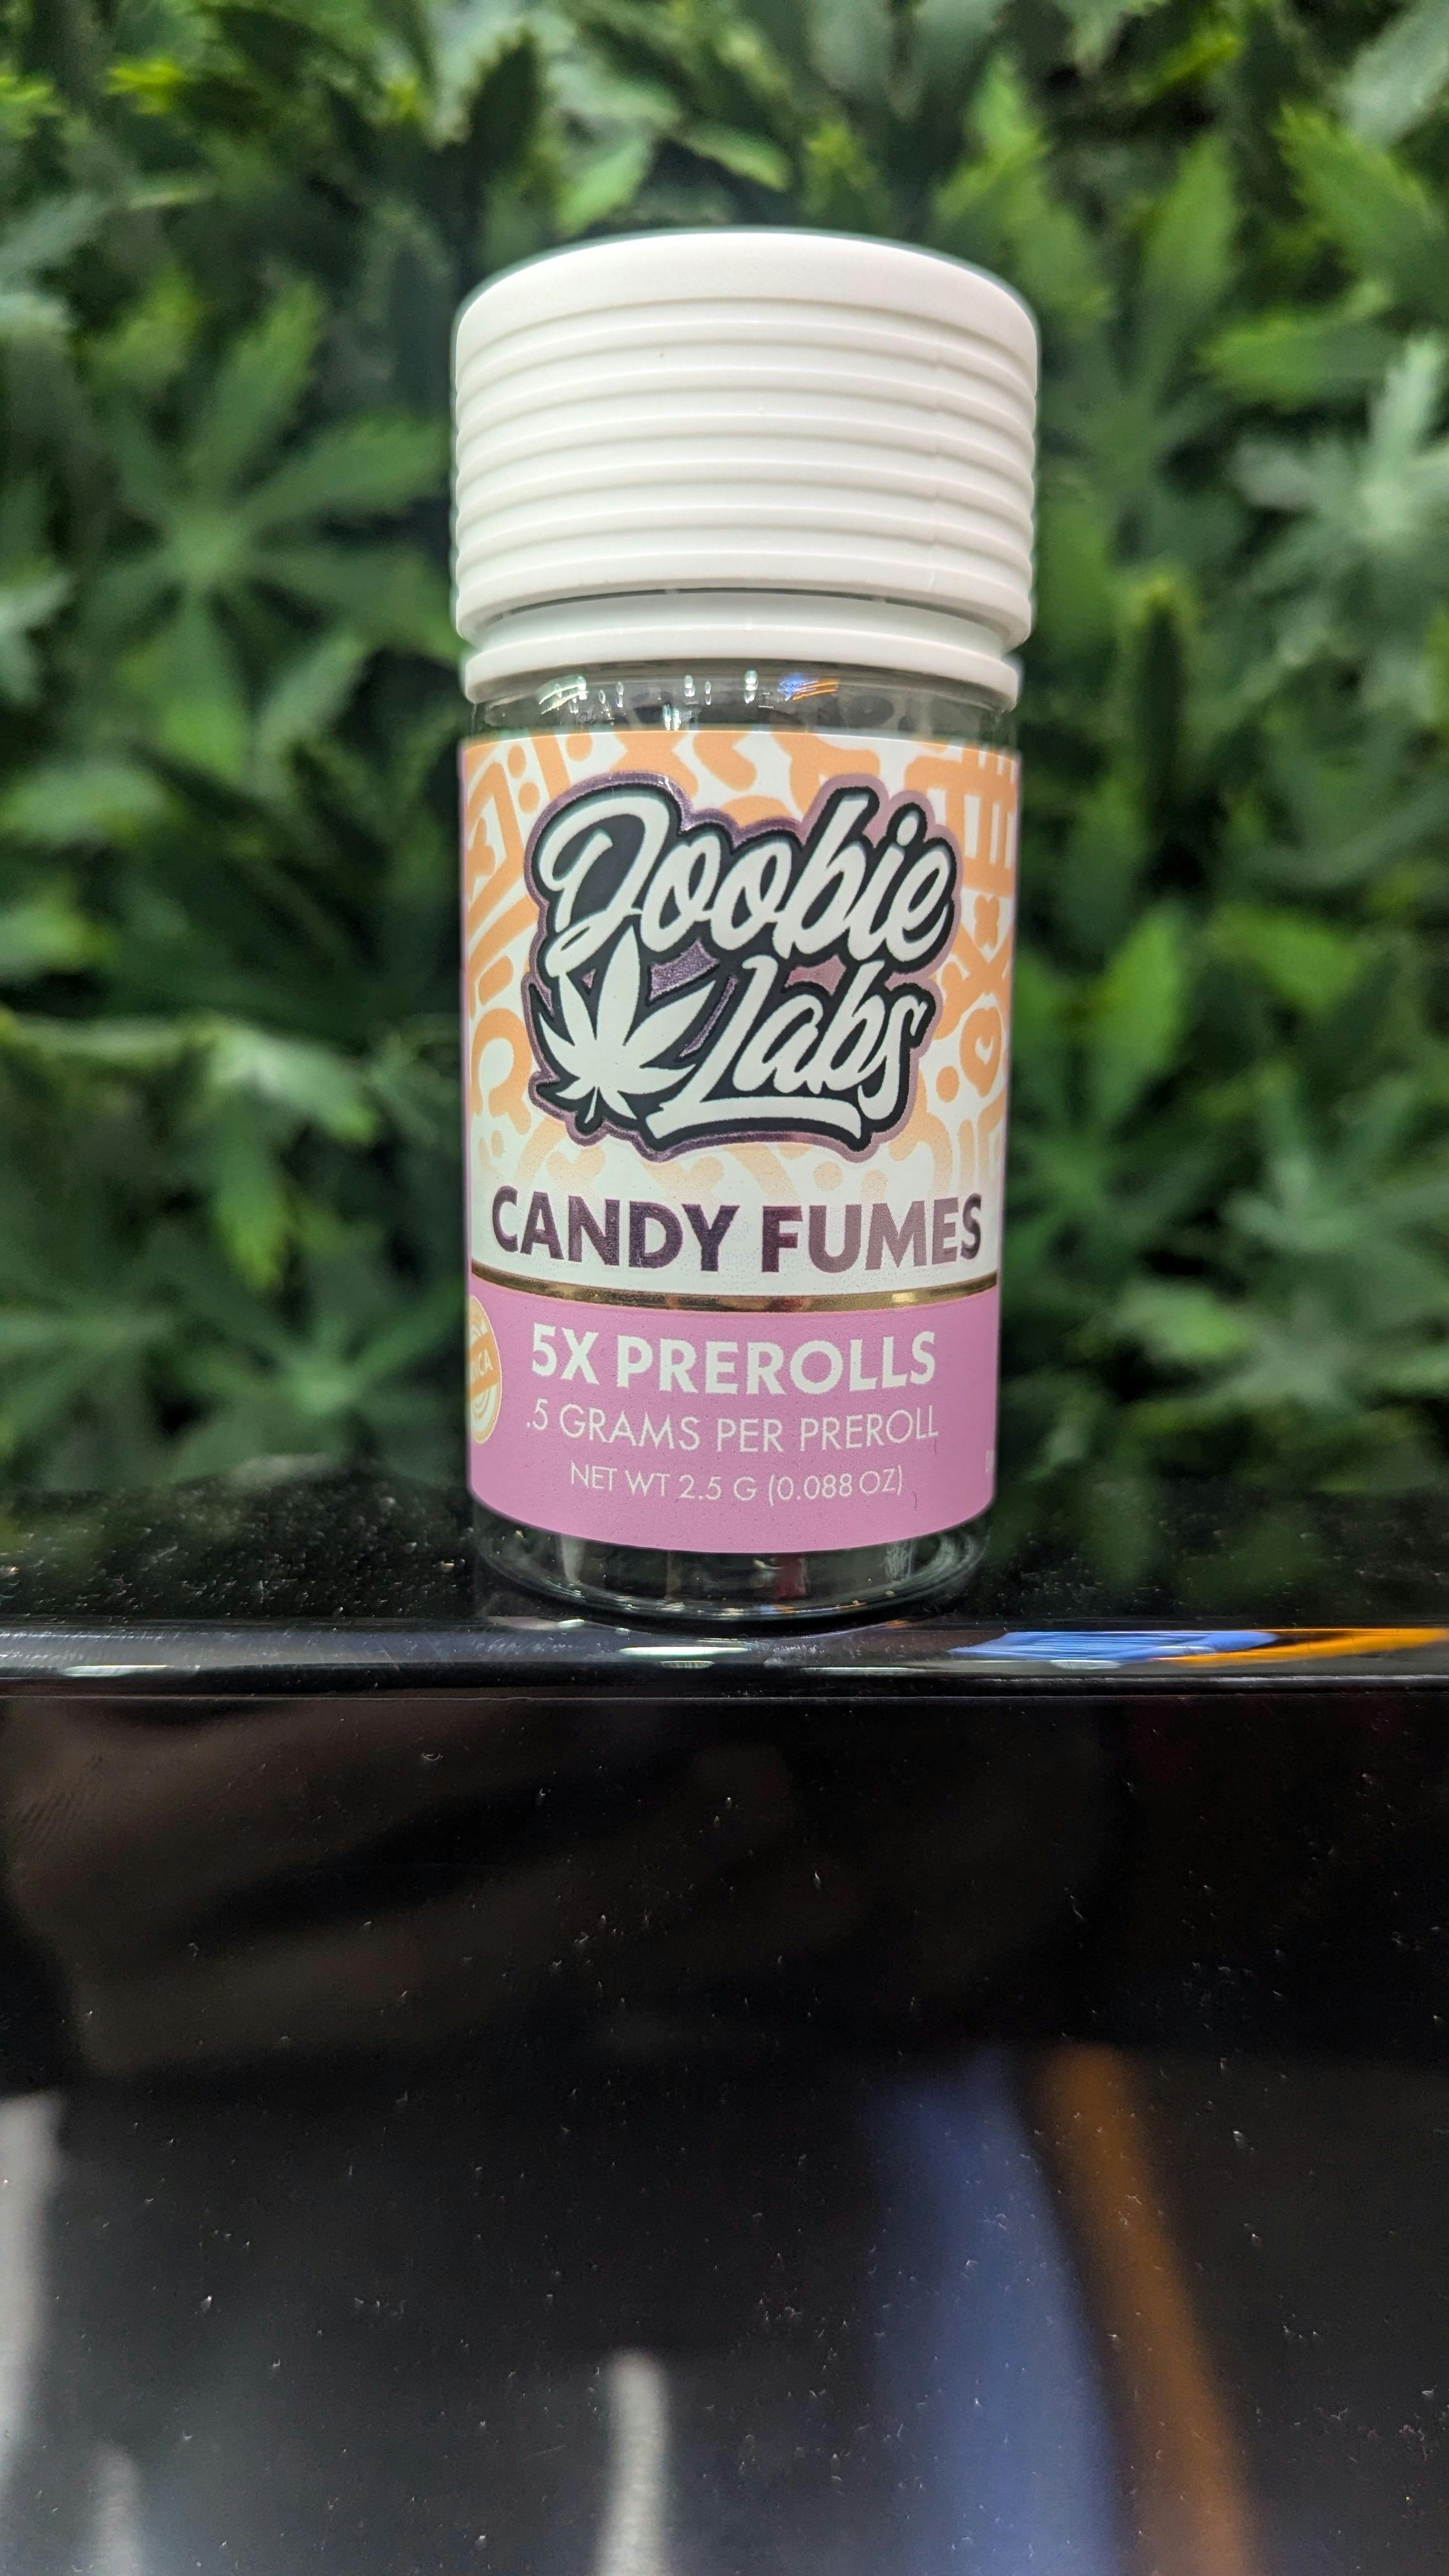 Doobie
Labs
CANDY FUMES
5X PREROLLS
.5 GRAMS PER PREROLL
NET WT 2.5 G (0.088 OZ)